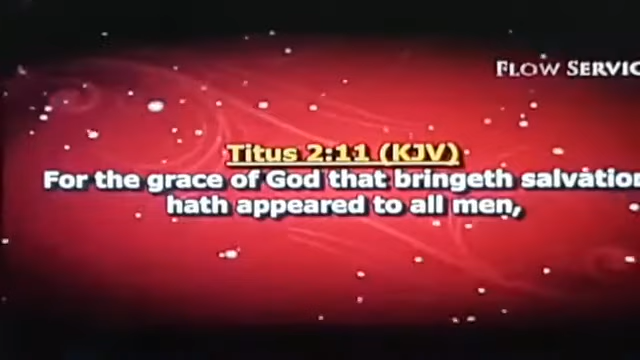 FLOW SERVIC
Titus 2:11 (KJV)
For the grace of God that bringeth salvation
hath appeared to all men,